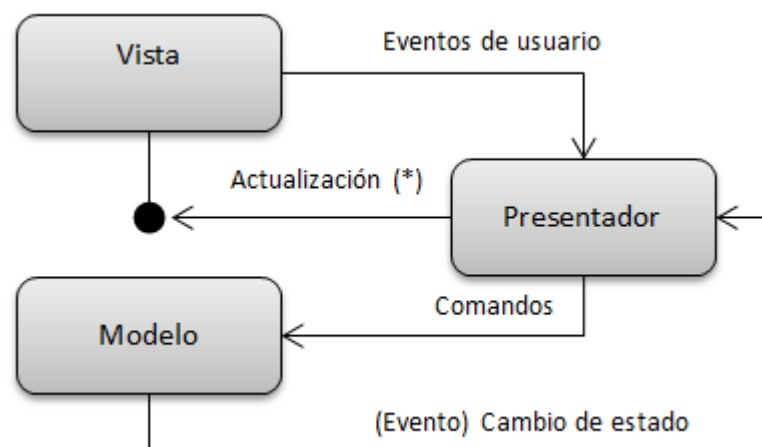 Eventos de usuario
Vista
Actualización (*)
Presentador
Comandos
Modelo
(Evento) Cambio de estado